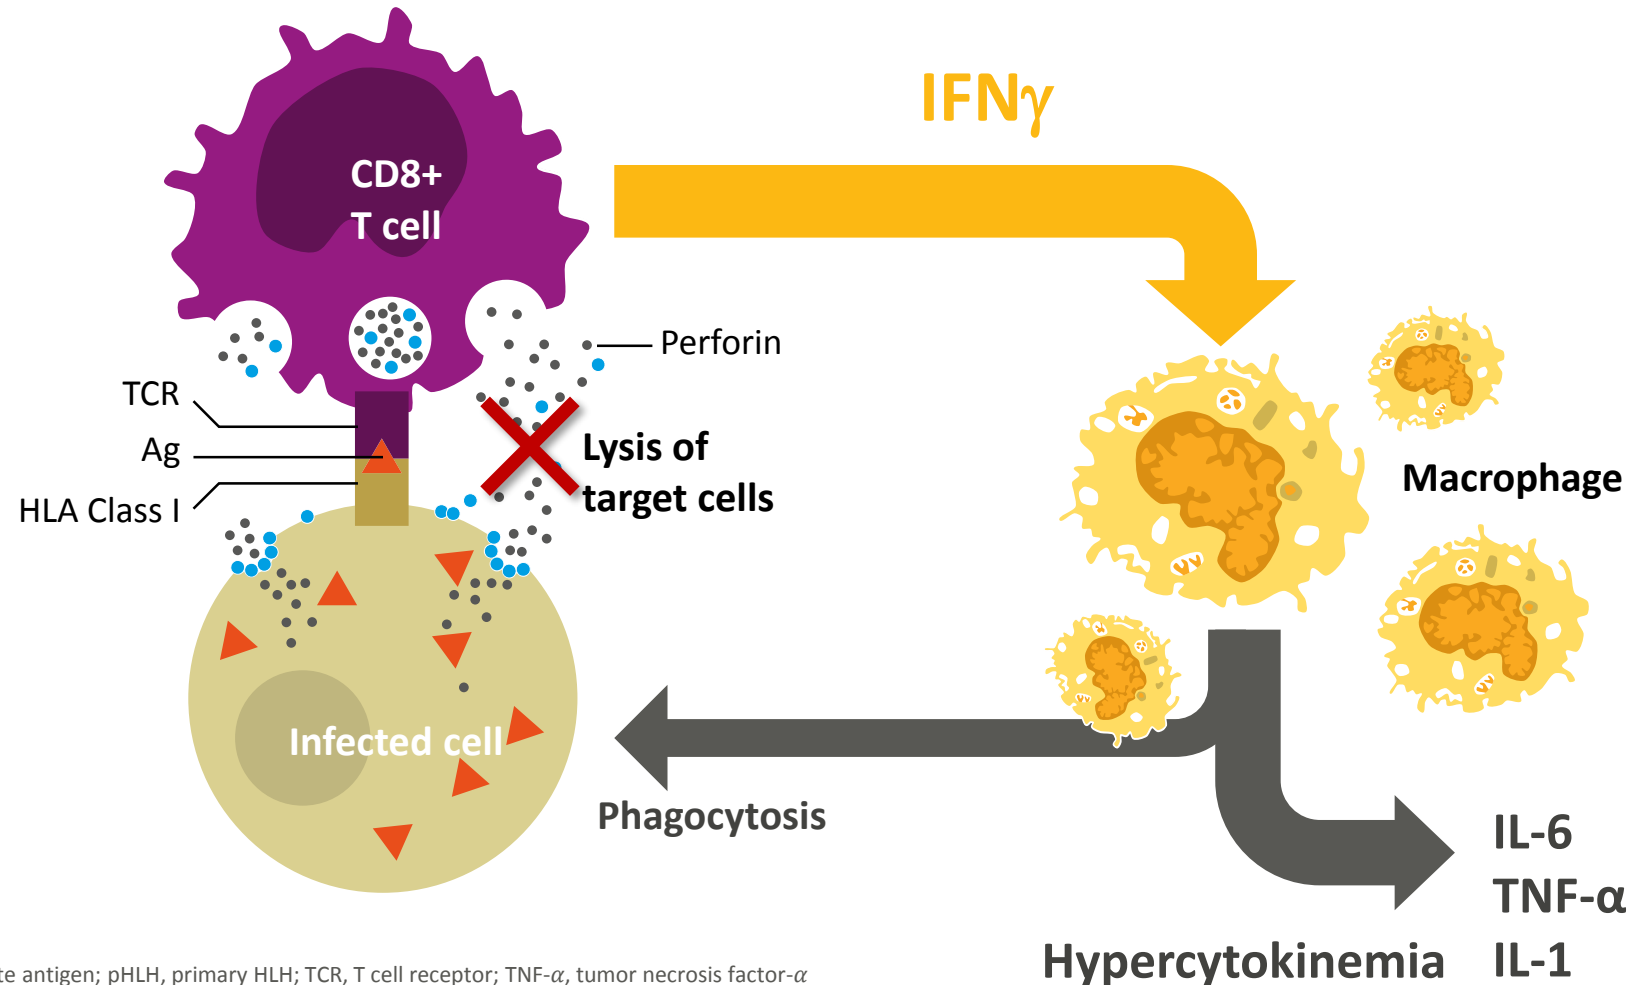 IFNγ
CD8+
T cell
Perforin
TCR
Ag
HLA Class I
Lysis of
target cells
Macrophage
Infected cell
Phagocytosis
IL-6
TNF-α
IL-1
Hypercytokinemia
antigen; pHLH, primary HLH; TCR, T cell receptor; TNF-α, tumor necrosis factor-α